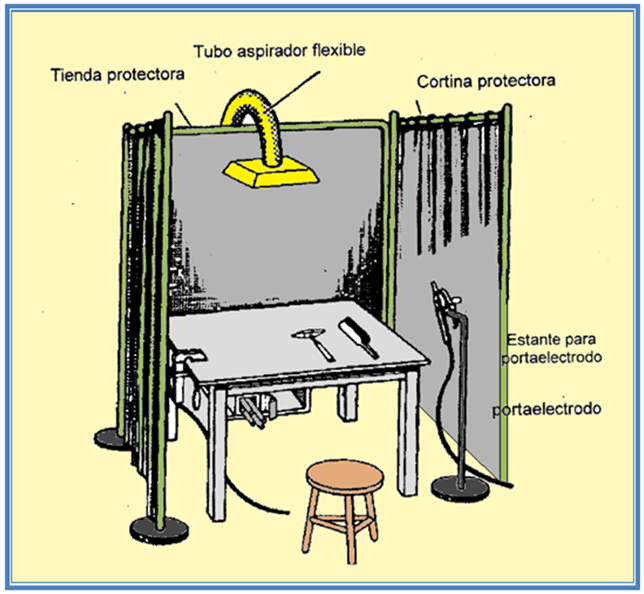 Tubo aspirador flexible
Tienda protectora
Cortina protectora
Estante para
portaelectrodo
portaelectrodo